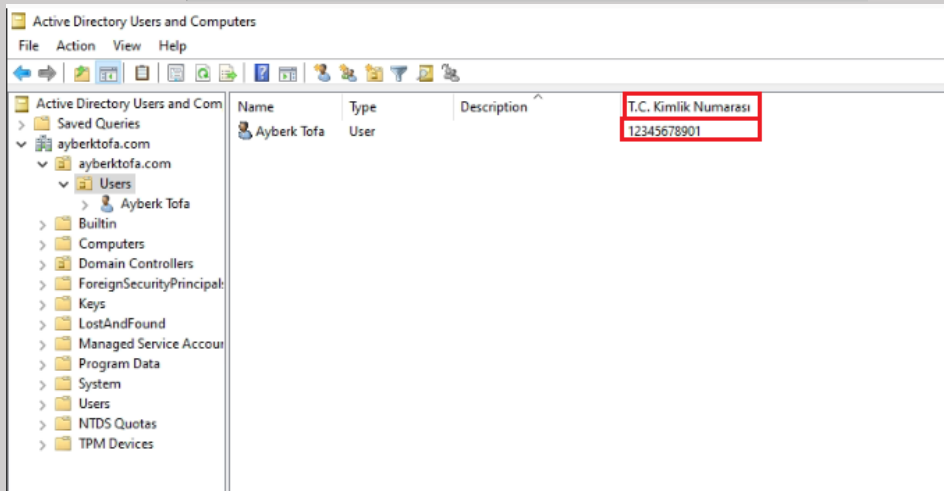 Active Directory Users and Computers
File Action View Help
Active Directory Users and Com
Saved Queries
ayberktofa.com
ayberktofa.com
Users
Ayberk Tofa
Builtin
Computers
Domain Controllers
ForeignSecurityPrincipals
Keys
LostAndFound
Managed Service Accour
Program Data
System
Users
NTDS Quotas
TPM Devices
Name Type Description T.C. Kimlik Numarası
Ayberk Tofa User 12345678901